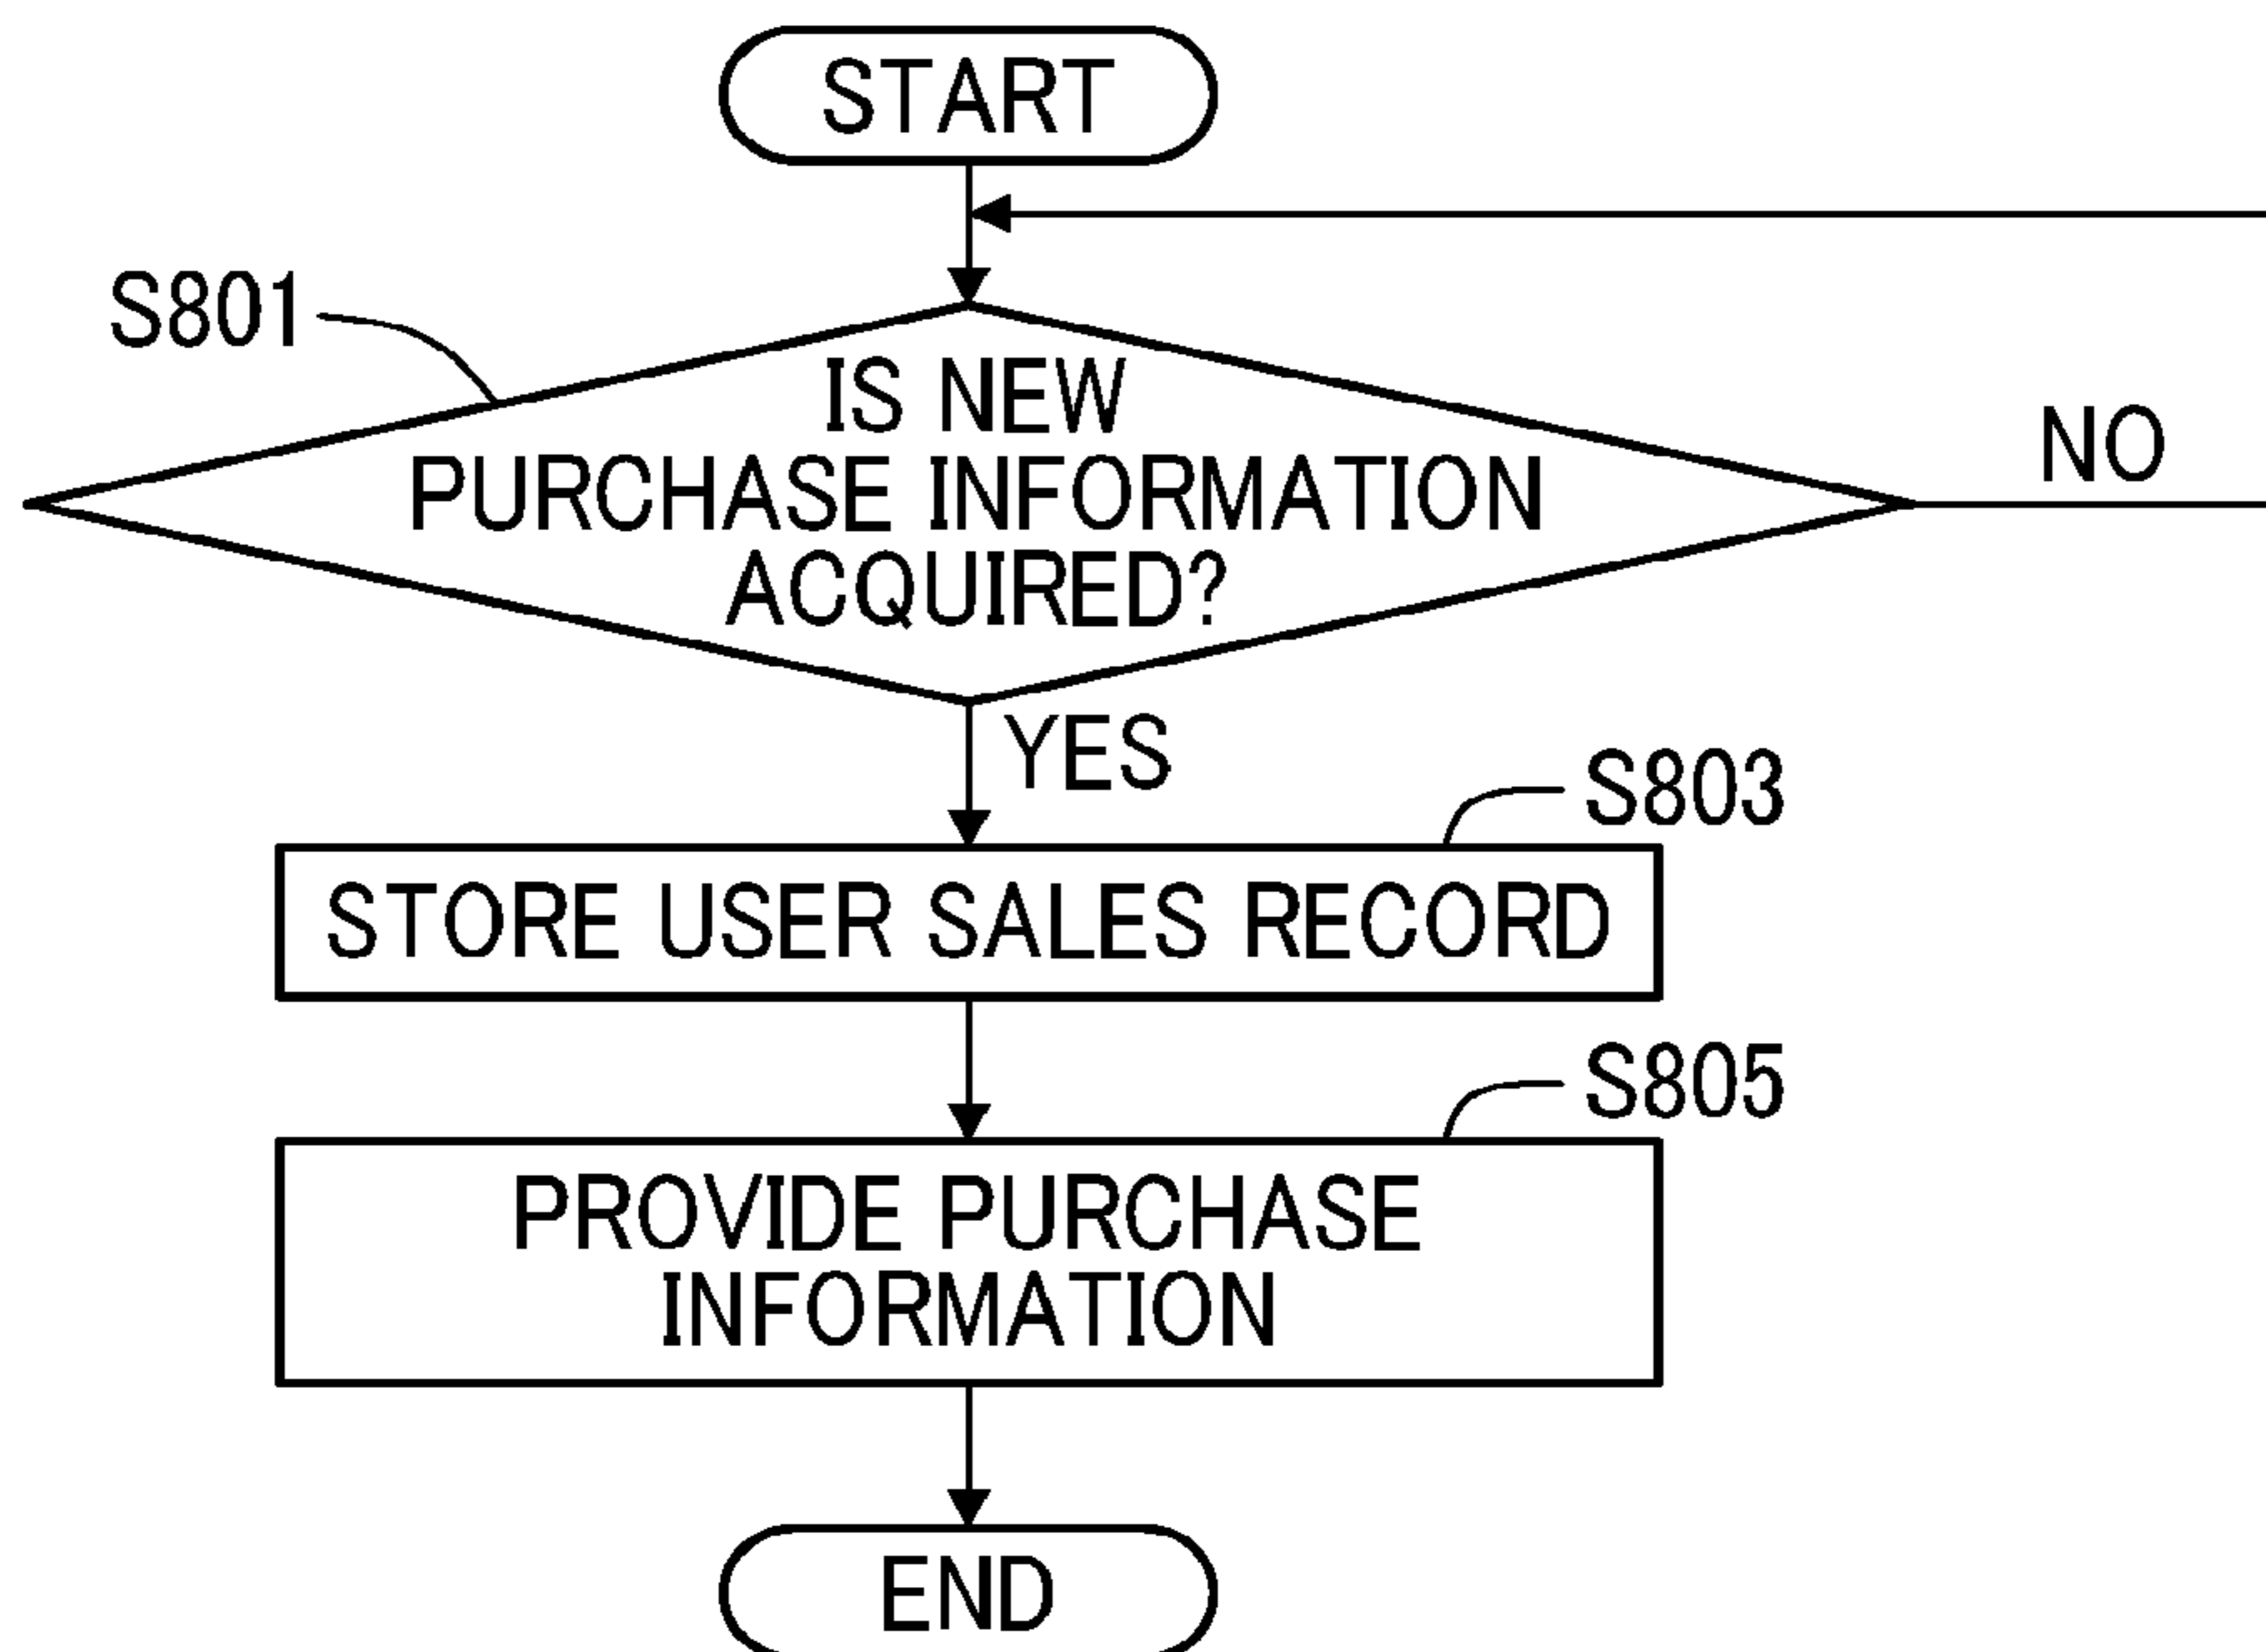 START
S801
IS NEW
PURCHASE INFORMATION
ACQUIRED?
NO
YES
S803
STORE USER SALES RECORD
S805
PROVIDE PURCHASE
INFORMATION
END